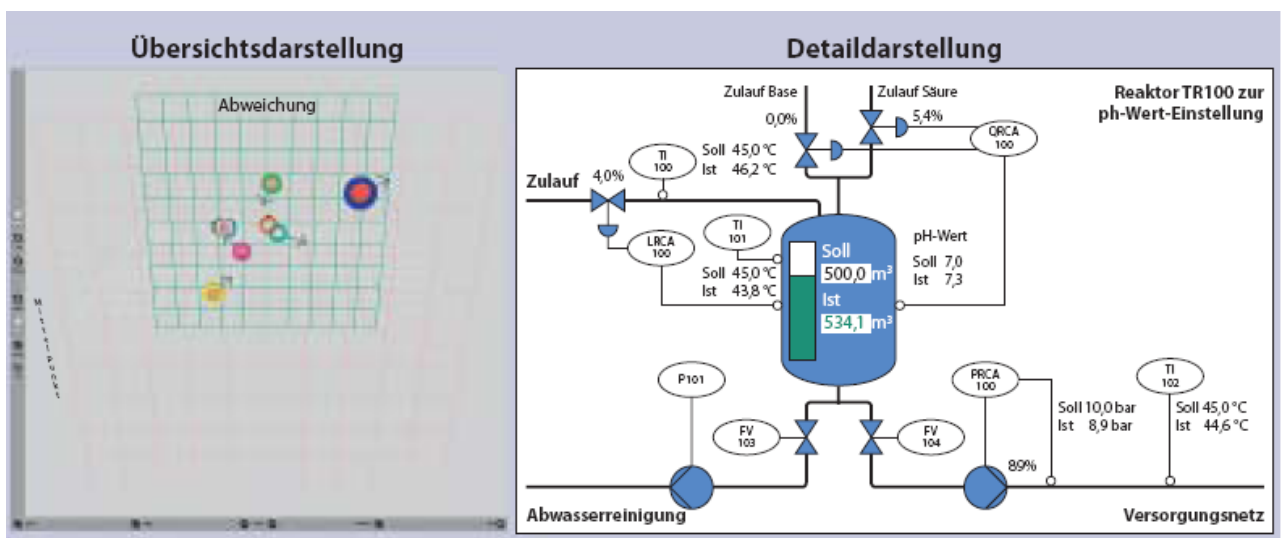 Übersichtsdarstellung
Abweichung
Mittelpunkt
Detaildarstellung
Reaktor TR100 zur
ph-Wert-Einstellung
Zulauf Base
0,0%
Zulauf Säure
5,4%
QRCA
100
TI
100
Soll 45,0 °C
Ist 46,2 °C
Zulauf
4,0%
LRCA
100
TI
101
Soll 45,0 °C
Ist 43,8 °C
Soll
500,0 m³
Ist
534,1 m³
pH-Wert
Soll 7,0
Ist 7,3
P101
FV
103
FV
104
PRCA
100
TI
102
Soll 10,0 bar
Ist 8,9 bar
Soll 45,0 °C
Ist 44,6 °C
89%
Abwasserreinigung
Versorgungsnetz